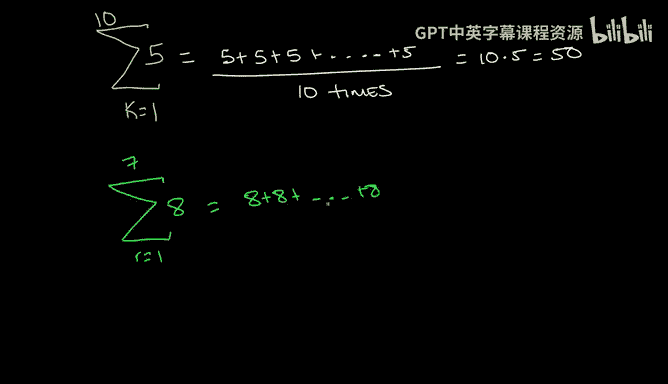 GPT中英字幕课程资源 bilibili
10
∑ 5 = 5+5+5+.....+5 = 10·5=50
K=1 10 TIMES
7
∑ 8 = 8+8+ ...+8
r=1